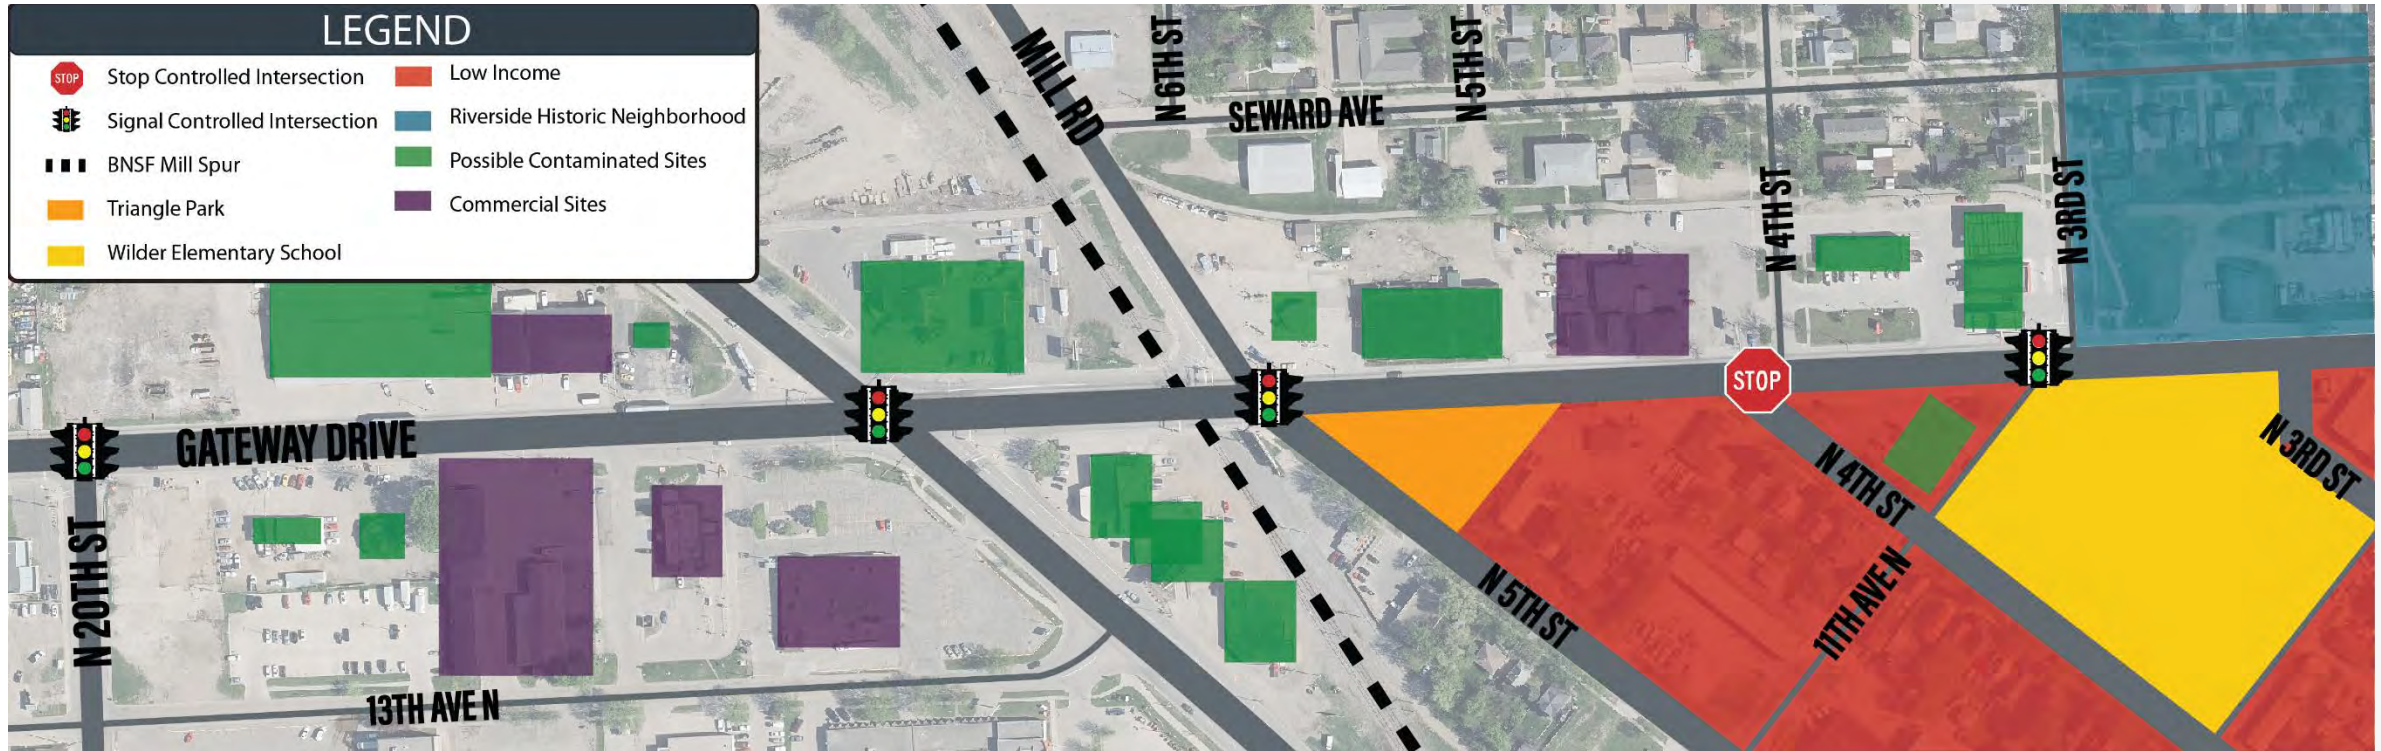 LEGEND
STOP Stop Controlled Intersection
Signal Controlled Intersection
BNSF Mill Spur
Triangle Park
Wilder Elementary School
Low Income
Riverside Historic Neighborhood
Possible Contaminated Sites
Commercial Sites
MILL RD
N 6TH ST
N 5TH ST
SEWARD AVE
N 4TH ST
N 3RD ST
STOP
GATEWAY DRIVE
N 20TH ST
13TH AVE N
N 5TH ST
N 4TH ST
11TH AVE N
N 3RD ST